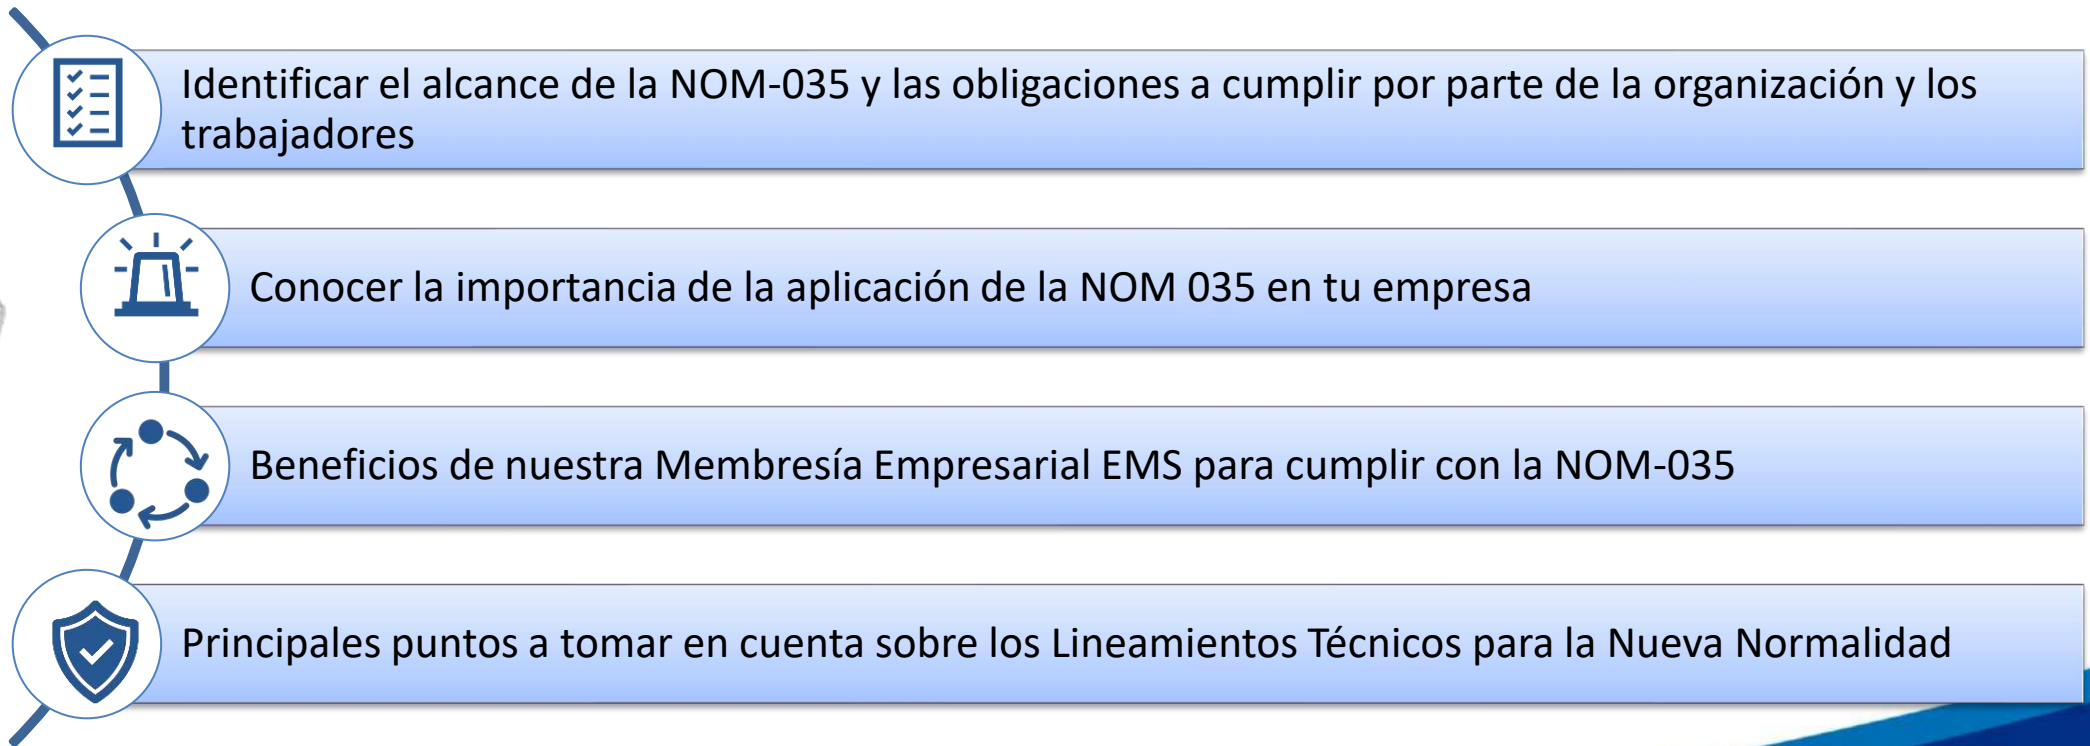 Identificar el alcance de la NOM-035 y las obligaciones a cumplir por parte de la organización y los
trabajadores
Conocer la importancia de la aplicación de la NOM 035 en tu empresa
Beneficios de nuestra Membresía Empresarial EMS para cumplir con la NOM-035
Principales puntos a tomar en cuenta sobre los Lineamientos Técnicos para la Nueva Normalidad